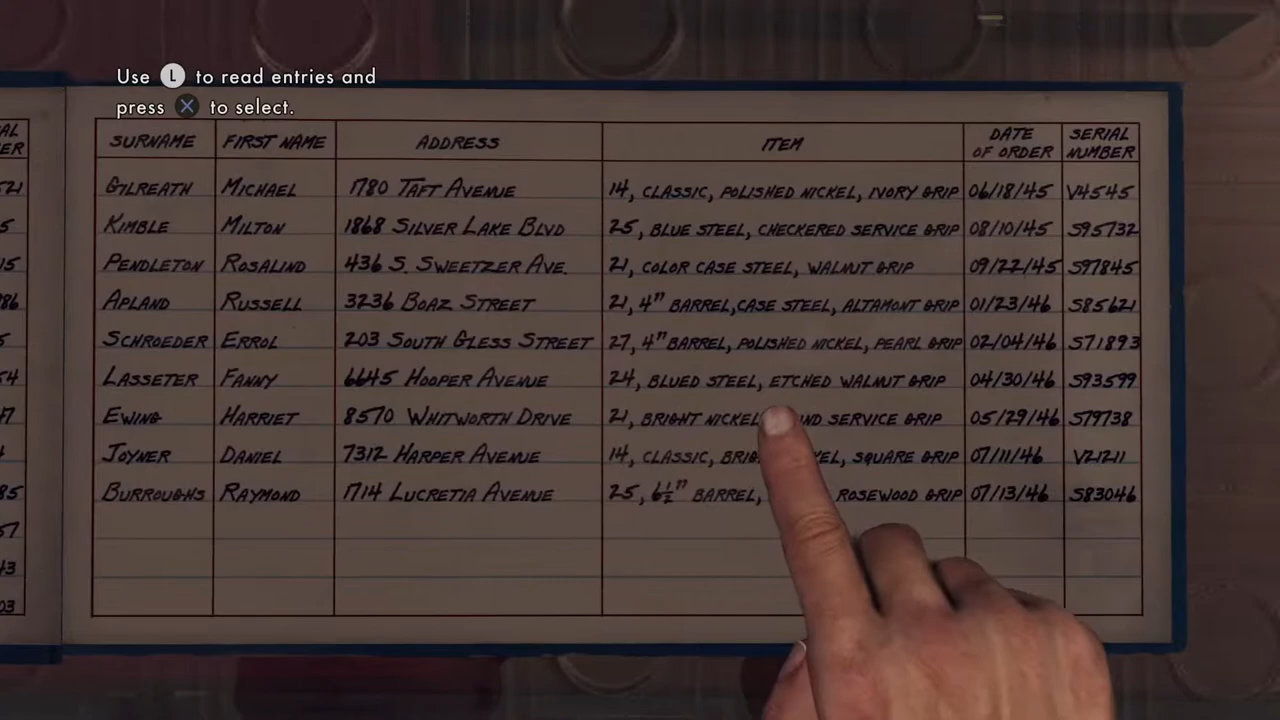 Use L to read entries and
press X to select.
SURNAME FIRST NAME ADDRESS ITEM DATE OF ORDER SERIAL NUMBER
GILREATH MICHAEL 1780 TAFT AVENUE 14, CLASSIC, POLISHED NICKEL, IVORY GRIP 06/18/45 V4545
KIMBLE MILTON 1868 SILVER LAKE BLVD 25, BLUE STEEL, CHECKERED SERVICE GRIP 08/10/45 S95732
PENDLETON ROSALIND 436 S. SWEETZER AVE. 21, COLOR CASE STEEL, WALNUT GRIP 09/22/45 S97845
APLAND RUSSELL 3236 BOAZ STREET 21, 4" BARREL, CASE STEEL, ALTAMONT GRIP 01/23/46 S85621
SCHROEDER ERROL 203 SOUTH GLESS STREET 27, 4" BARREL, POLISHED NICKEL, PEARL GRIP 02/04/46 S71893
LASSETER FANNY 6645 HOOPER AVENUE 24, BLUED STEEL, ETCHED WALNUT GRIP 04/30/46 S93599
EWING HARRIET 8570 WHITWORTH DRIVE 21, BRIGHT NICKEL SERVICE GRIP 05/29/46 S79738
JOYNER DANIEL 7312 HARPER AVENUE 14, CLASSIC, SQUARE GRIP 07/11/46 V21211
BURROUGHS RAYMOND 1714 LUCRETIA AVENUE 25, 6½" BARREL, ROSEWOOD GRIP 07/13/46 S83046